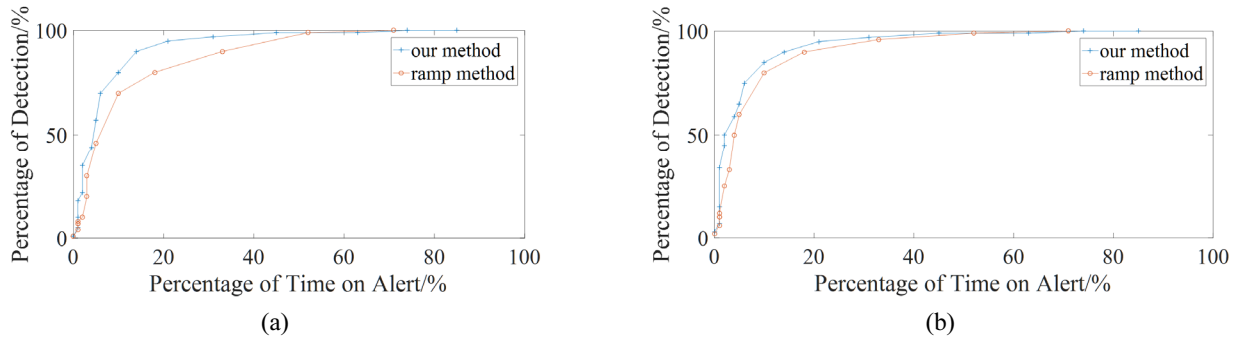 100
50
0
Percentage of Detection/%
our method
ramp method
0 20 40 60 80 100
Percentage of Time on Alert/%
(a)
100
50
0
Percentage of Detection/%
our method
ramp method
0 20 40 60 80 100
Percentage of Time on Alert/%
(b)